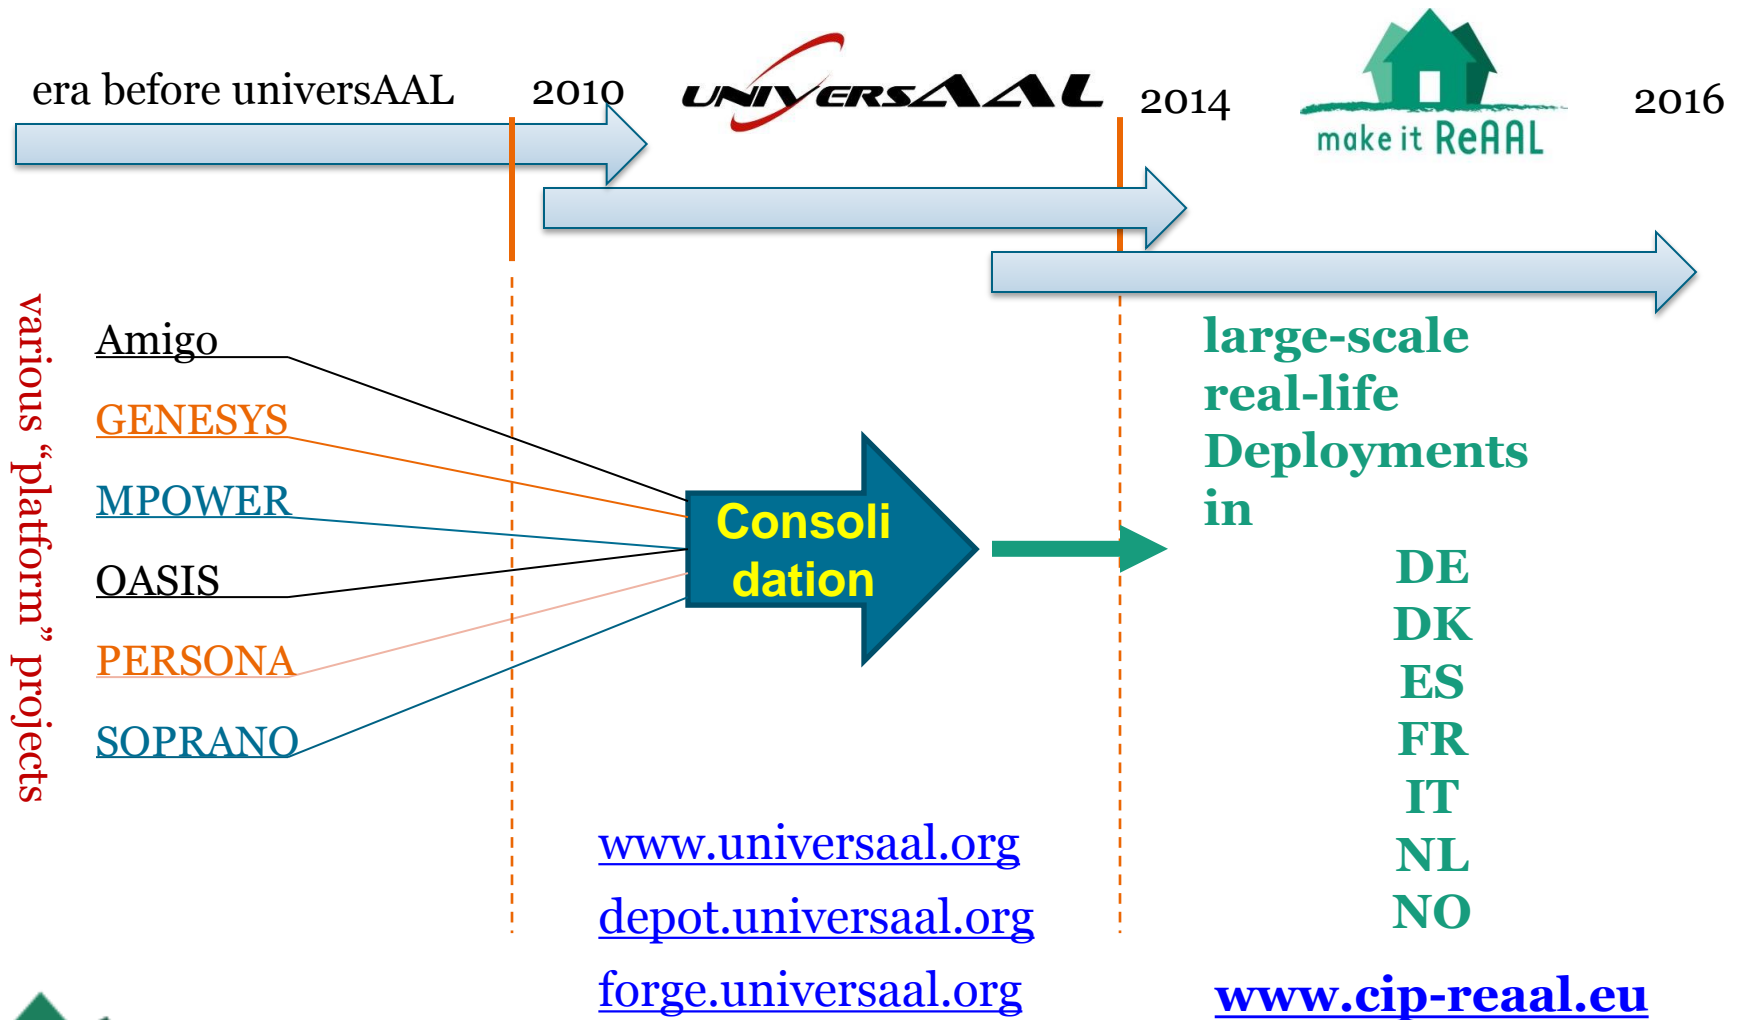 era before universAAL
2010
UNIVERSAAL
2014
make it ReAAL
2016
various “platform” projects
Amigo
GENESYS
MPOWER
OASIS
PERSONA
SOPRANO
Consoli
dation
large-scale
real-life
Deployments
in
DE
DK
ES
FR
IT
NL
NO
www.universaal.org
depot.universaal.org
forge.universaal.org
www.cip-reaal.eu